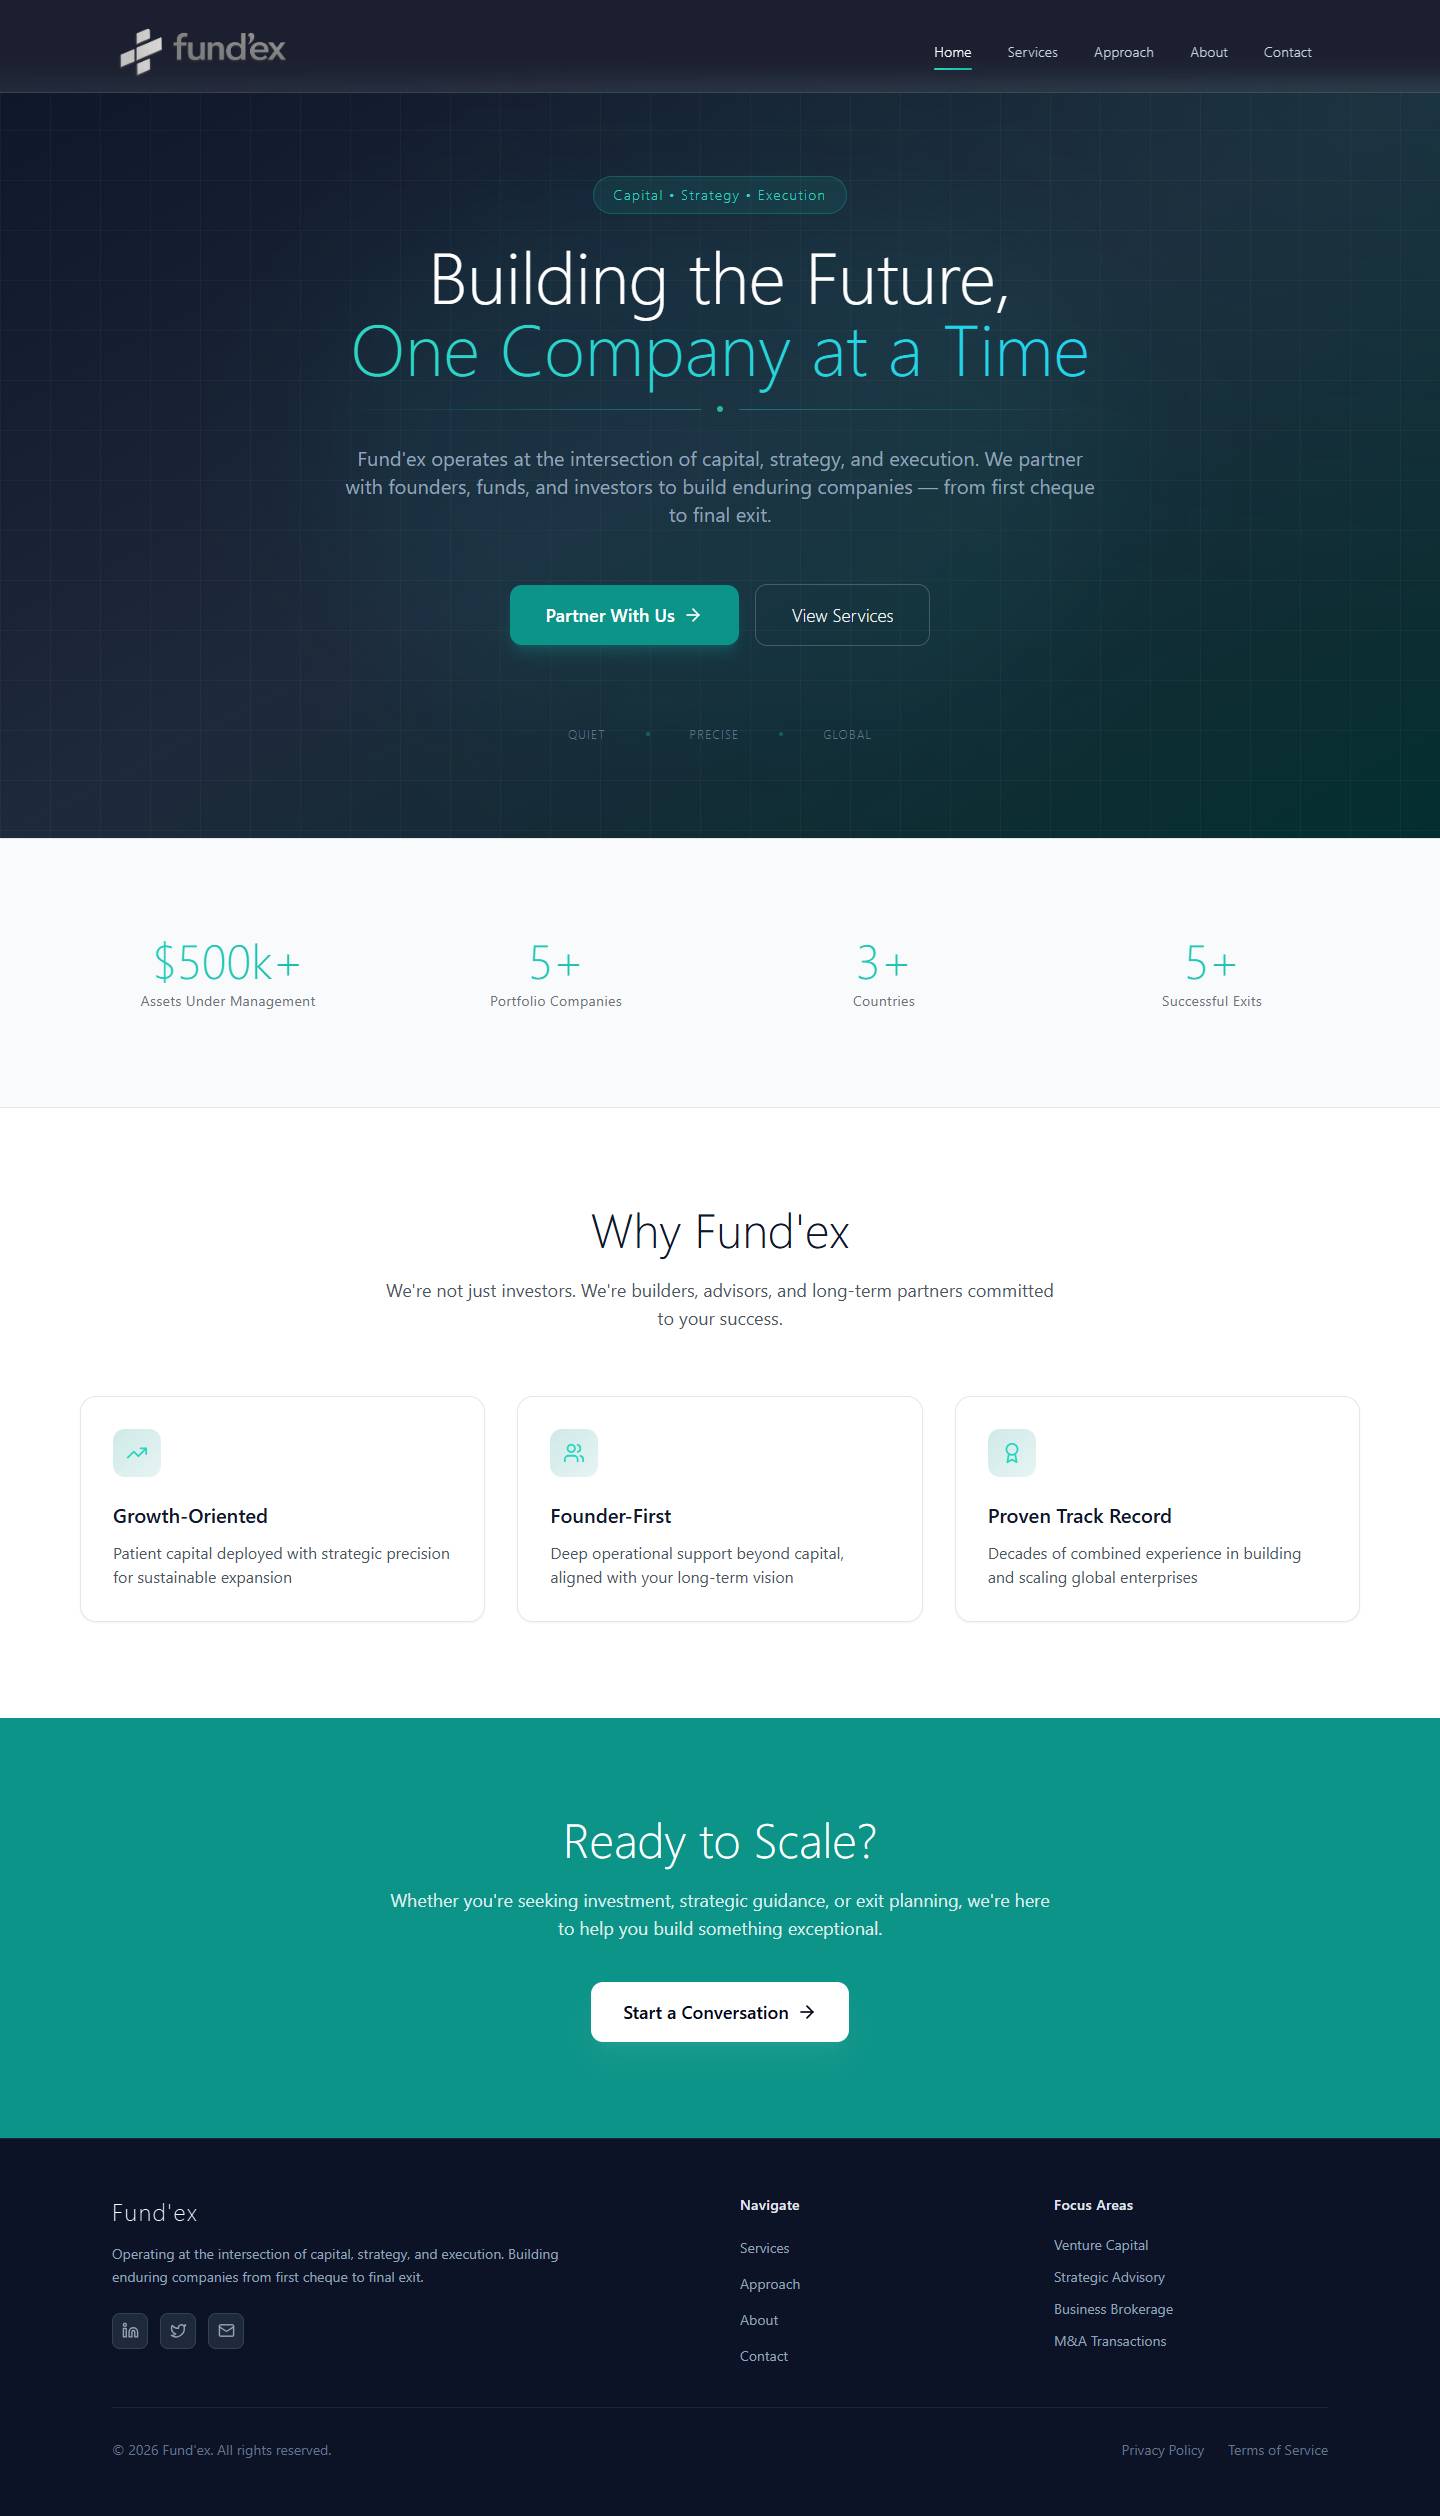 fund'ex
Home Services Approach About Contact
Capital • Strategy • Execution
Building the Future,
One Company at a Time
Fund'ex operates at the intersection of capital, strategy, and execution. We partner
with founders, funds, and investors to build enduring companies — from first cheque
to final exit.
Partner With Us → View Services
QUIET • PRECISE • GLOBAL
$500k+ 5+ 3+ 5+
Assets Under Management Portfolio Companies Countries Successful Exits
Why Fund'ex
We're not just investors. We're builders, advisors, and long-term partners committed
to your success.
Growth-Oriented
Patient capital deployed with strategic precision
for sustainable expansion
Founder-First
Deep operational support beyond capital,
aligned with your long-term vision
Proven Track Record
Decades of combined experience in building
and scaling global enterprises
Ready to Scale?
Whether you're seeking investment, strategic guidance, or exit planning, we're here
to help you build something exceptional.
Start a Conversation →
Fund'ex
Operating at the intersection of capital, strategy, and execution. Building
enduring companies from first cheque to final exit.
Navigate
Services
Approach
About
Contact
Focus Areas
Venture Capital
Strategic Advisory
Business Brokerage
M&A Transactions
© 2026 Fund'ex. All rights reserved.
Privacy Policy Terms of Service